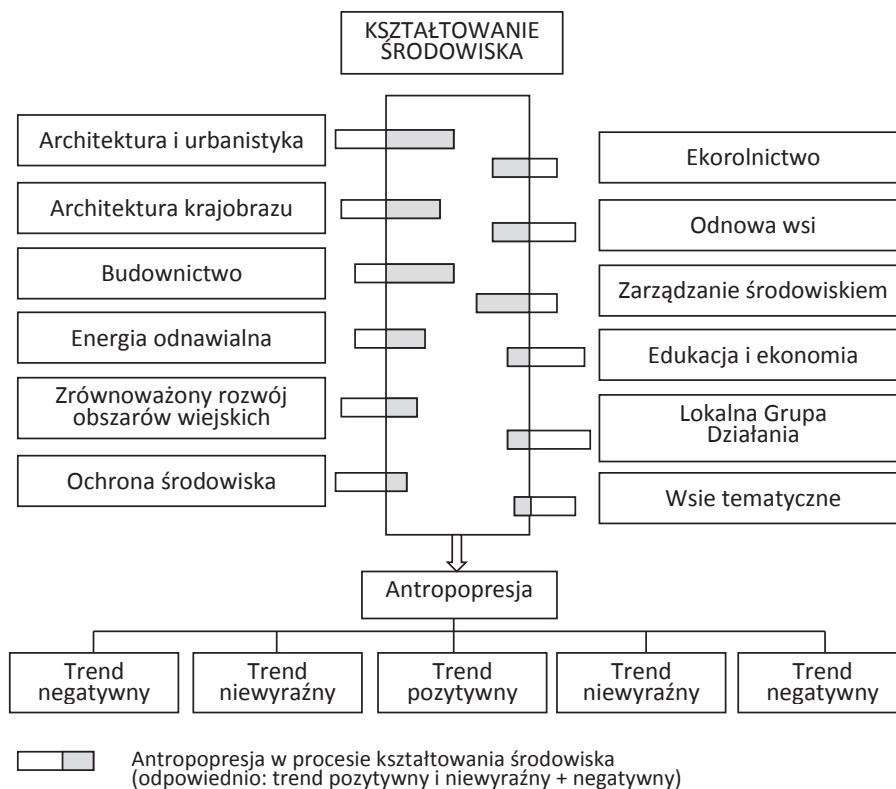 KSZTAŁTOWANIE
ŚRODOWISKA
Architektura i urbanistyka
Architektura krajobrazu
Budownictwo
Energia odnawialna
Zrównoważony rozwój
obszarów wiejskich
Ochrona środowiska
Ekorolnictwo
Odnowa wsi
Zarządzanie środowiskiem
Edukacja i ekonomia
Lokalna Grupa
Działania
Wsie tematyczne
Antropopresja
Trend
negatywny
Trend
niewyraźny
Trend
pozytywny
Trend
niewyraźny
Trend
negatywny
Antropopresja w procesie kształtowania środowiska
(odpowiednio: trend pozytywny i niewyraźny + negatywny)